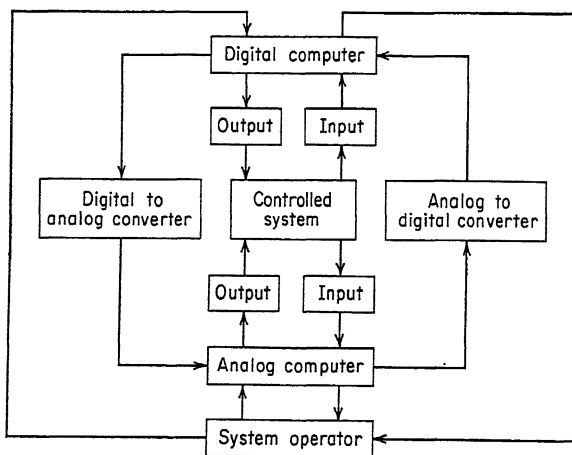 Digital computer
Output
Input
Digital to
analog converter
Controlled
system
Analog to
digital converter
Output
Input
Analog computer
System operator